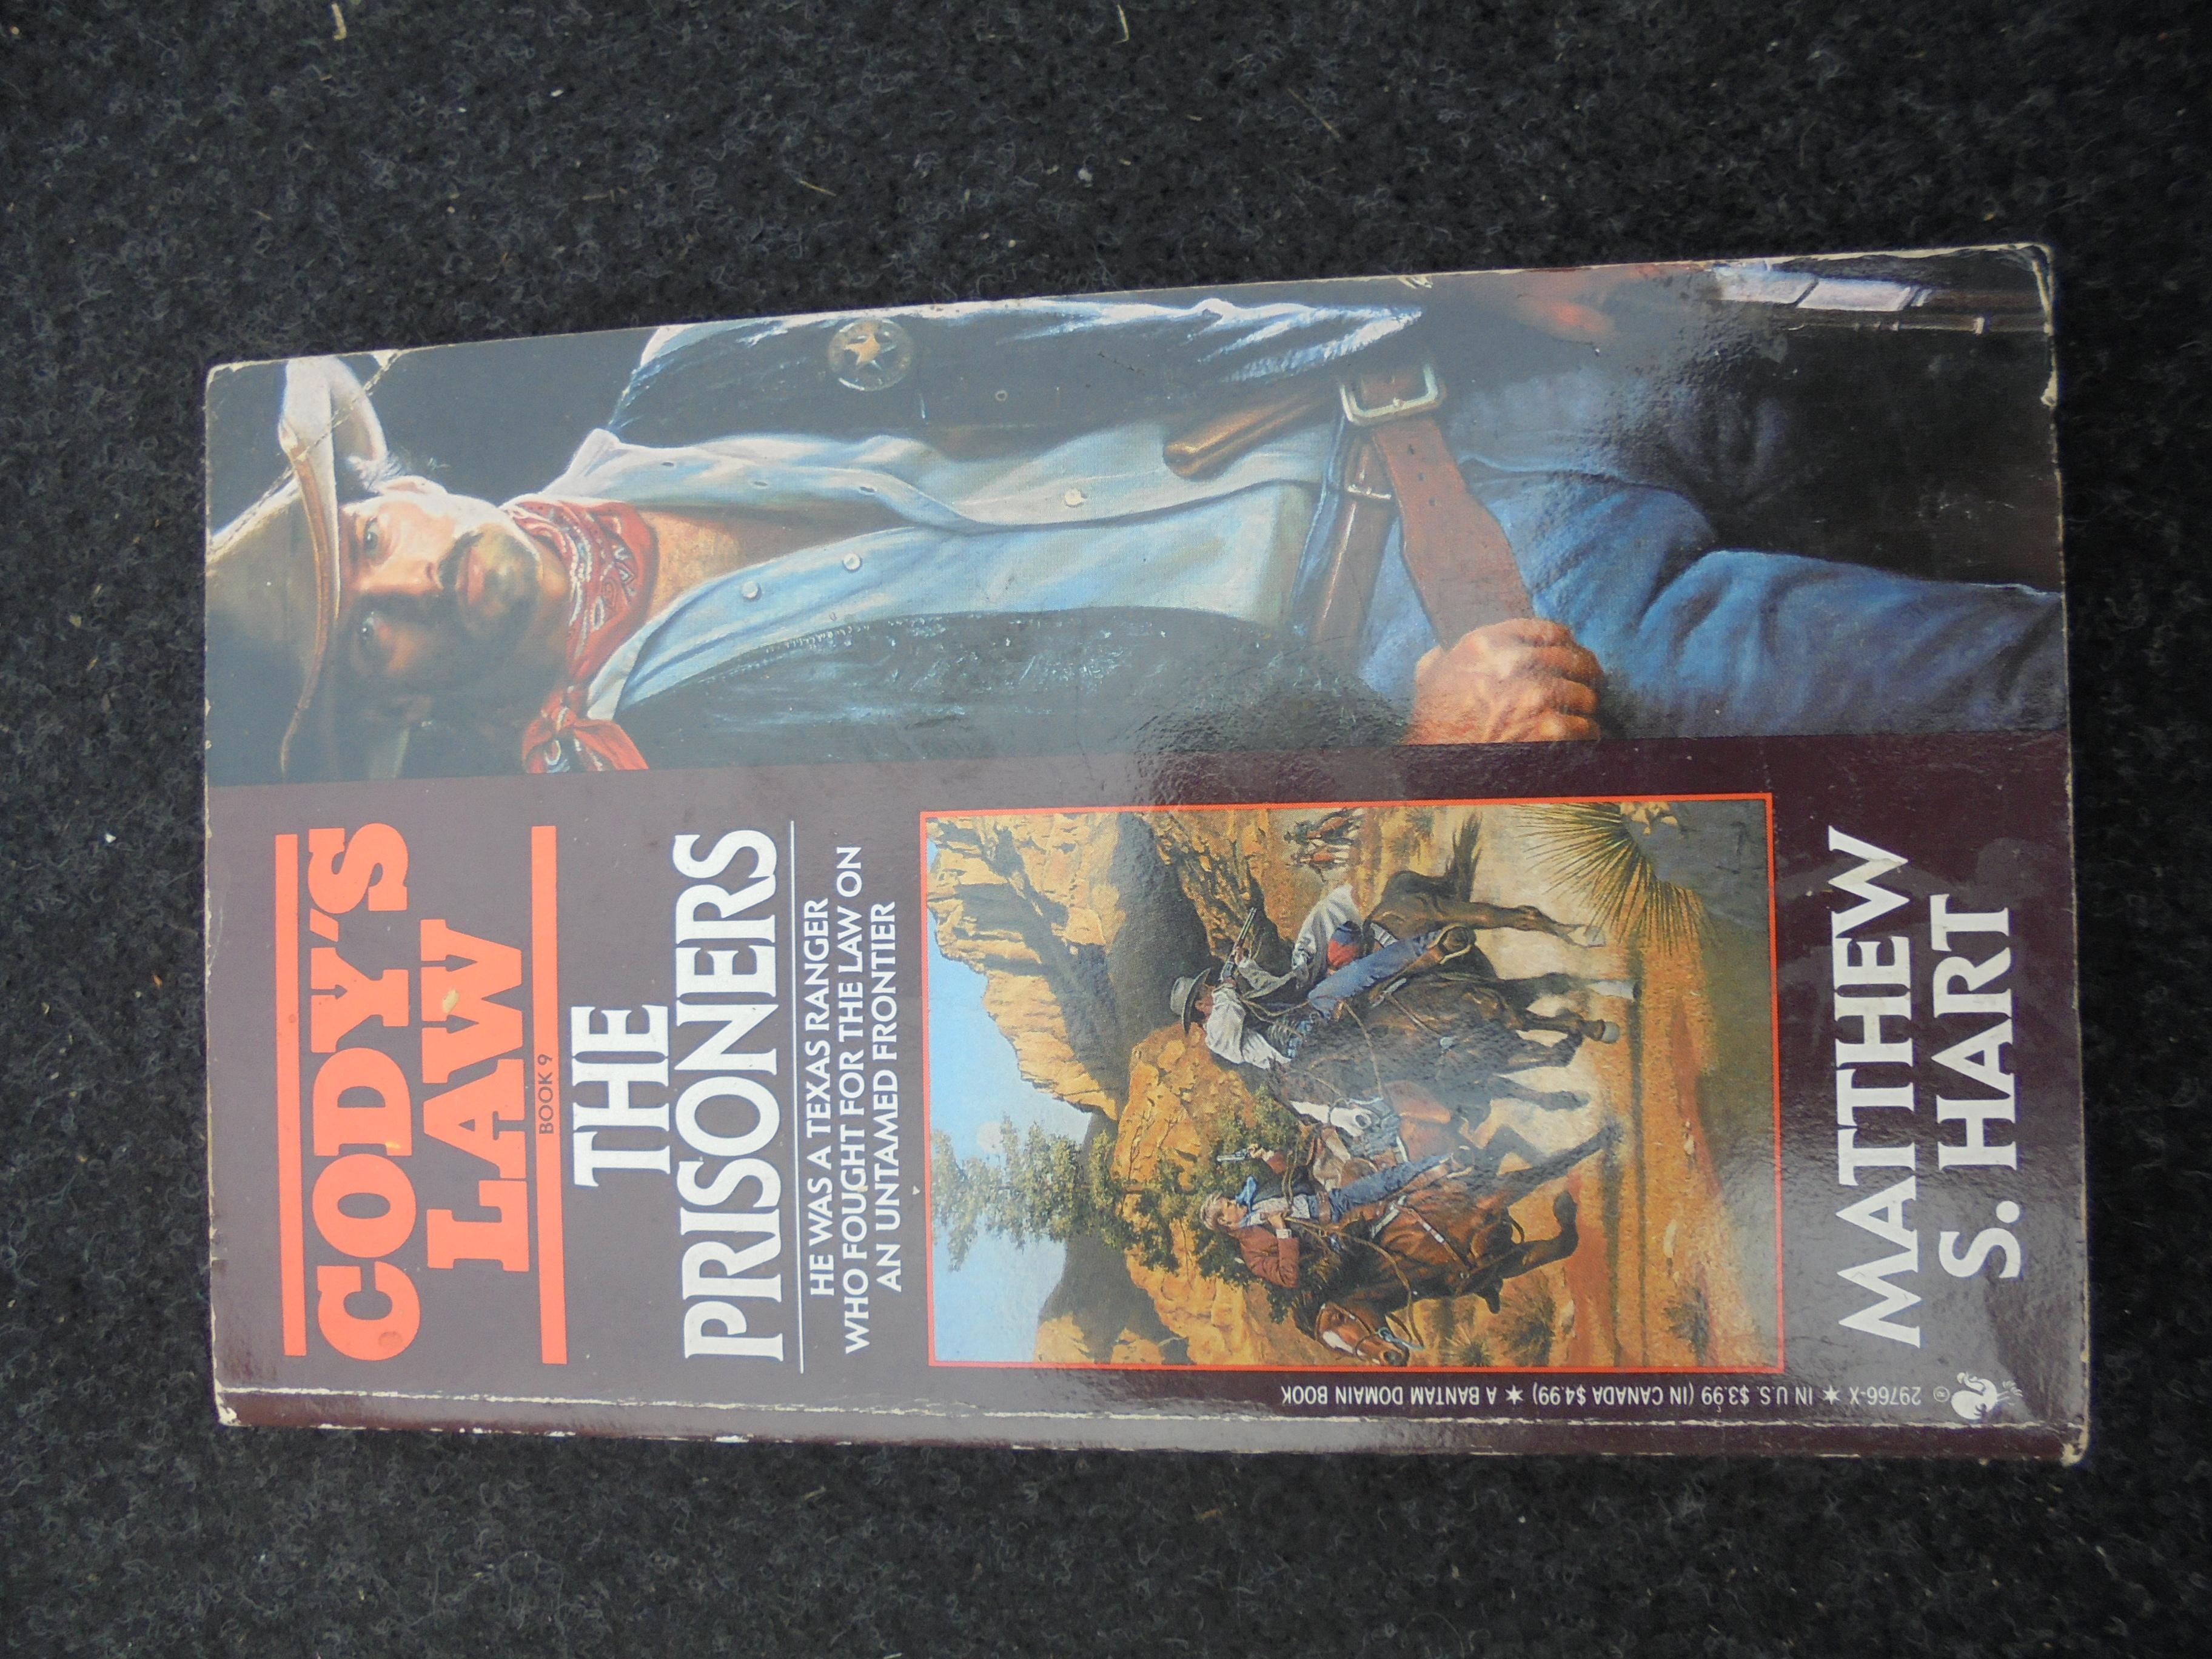 CODY'S
LAW
BOOK 9
THE
PRISONERS
HE WAS A TEXAS RANGER
WHO FOUGHT FOR THE LAW ON
AN UNTAMED FRONTIER
MATTHEW
S. HART
29766-X ★ IN U.S. $3.99 (IN CANADA $4.99) ★ A BANTAM DOMAIN BOOK